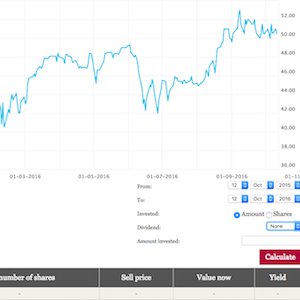 52.00
50.00
48.00
46.00
44.00
42.00
40.00
38.00
36.00
01-03-2016 01-05-2016 01-07-2016 01-09-2016 01-11
From: 12 Oct 2015
To: 12 Oct 2016
Invested: Amount Shares
Dividend: None
Amount invested:
Calculate
number of shares Sell price Value now Yield
- - - -